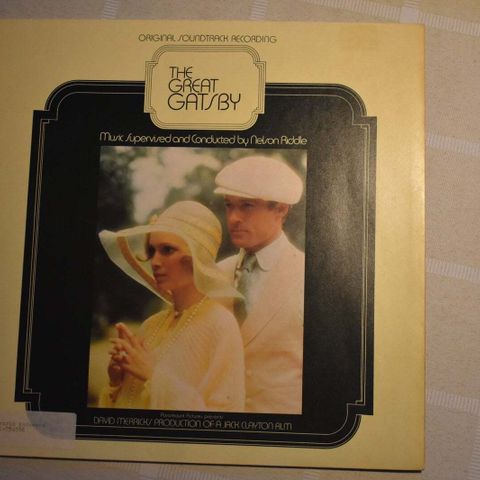 ORIGINAL SOUNDTRACK RECORDING
THE
GREAT
GATSBY
Music Supervised and Conducted by Nelson Riddle
Paramount Pictures presents
DAVID MERRICK'S PRODUCTION OF A JACK CLAYTON FILM